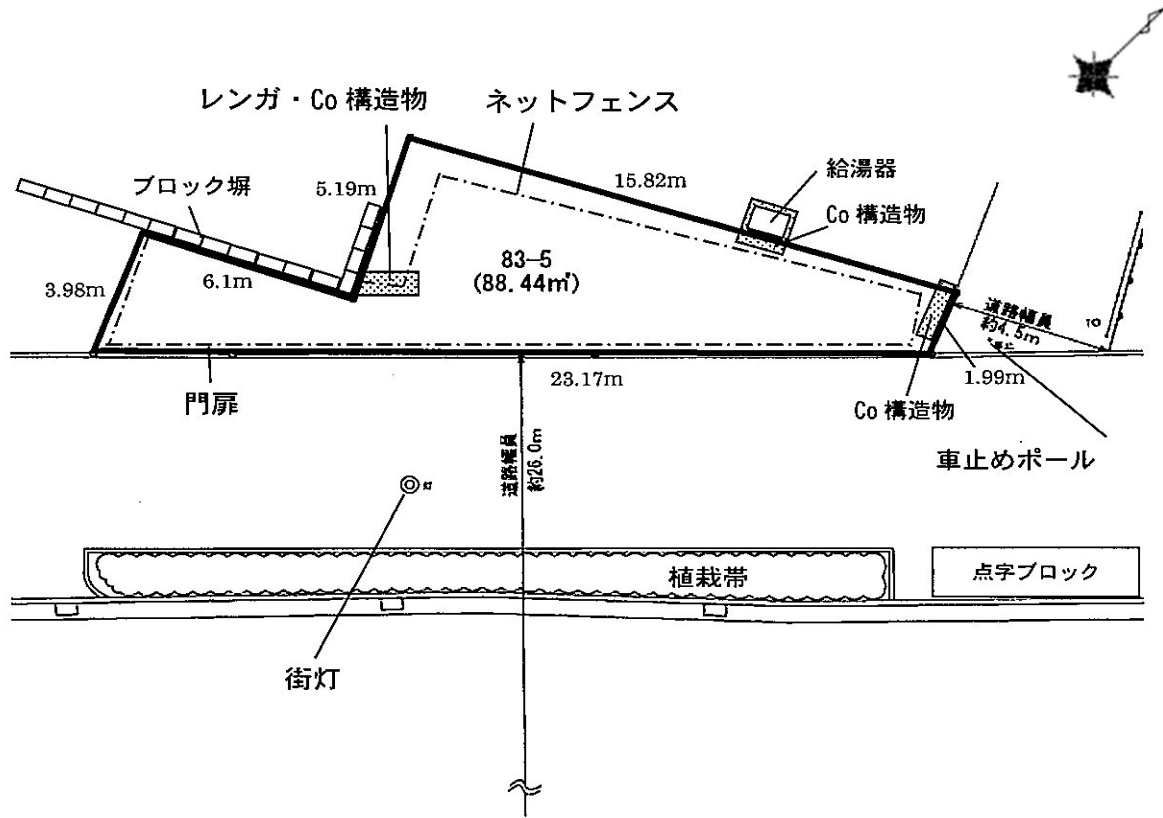 レンガ・Co 構造物
ネットフェンス
ブロック塀
5.19m
15.82m
給湯器
Co 構造物
3.98m
6.1m
83-5
(88.44㎡)
道路幅員
約4.5m
門扉
23.17m
1.99m
Co 構造物
車止めポール
道路幅員
約26.0m
灯
植栽帯
点字ブロック
街灯